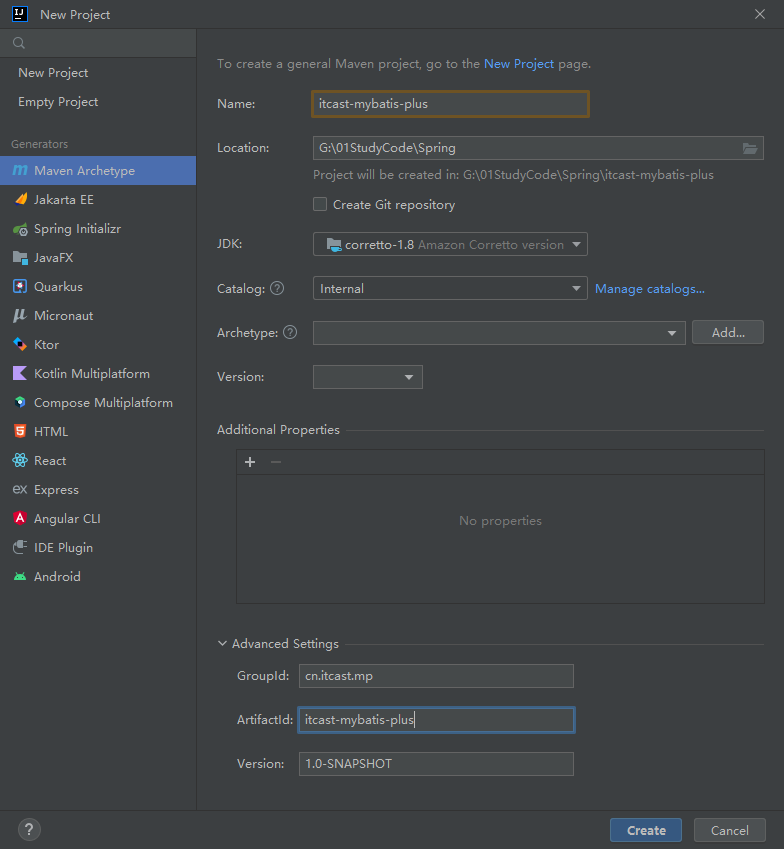 New Project
New Project
Empty Project
Generators
Maven Archetype
Jakarta EE
Spring Initializr
JavaFX
Quarkus
Micronaut
Ktor
Kotlin Multiplatform
Compose Multiplatform
HTML
React
Express
Angular CLI
IDE Plugin
Android
To create a general Maven project, go to the New Project page.
Name: itcast-mybatis-plus
Location: G:\01StudyCode\Spring
Project will be created in: G:\01StudyCode\Spring\itcast-mybatis-plus
Create Git repository
JDK: corretto-1.8 Amazon Corretto version
Catalog: ? Internal Manage catalogs...
Archetype: ? Add...
Version:
Additional Properties
No properties
Advanced Settings
GroupId: cn.itcast.mp
ArtifactId: itcast-mybatis-plus
Version: 1.0-SNAPSHOT
? Create Cancel